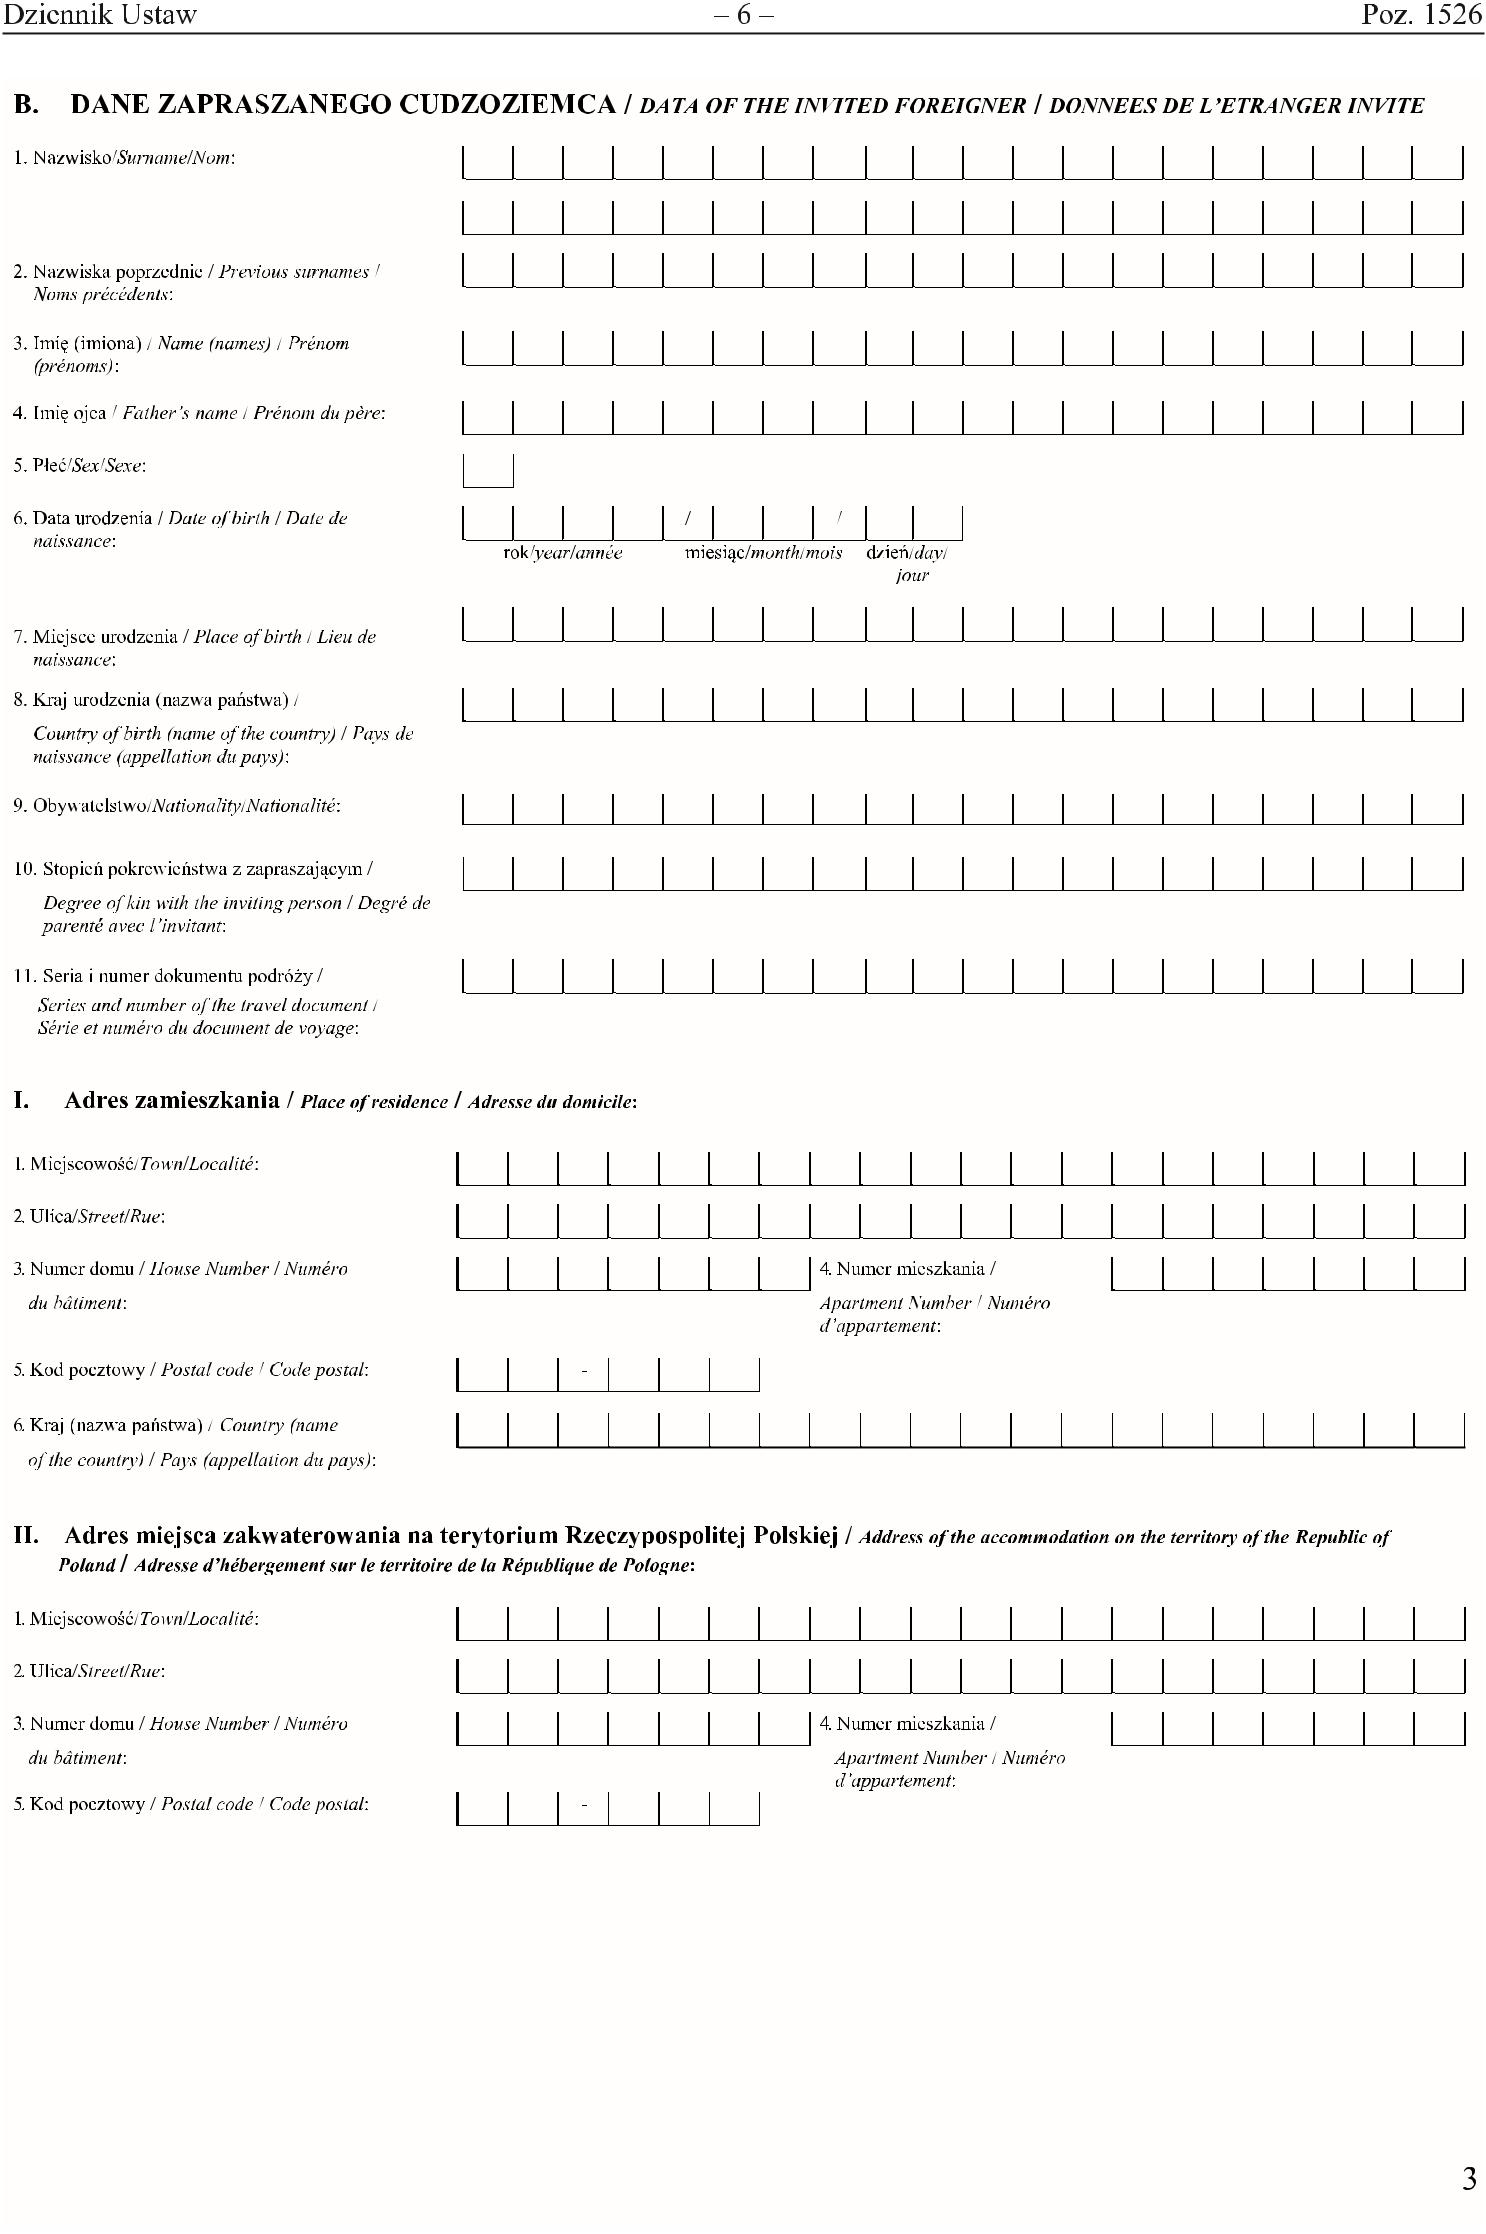 Dziennik Ustaw – 6 – Poz. 1526
B. DANE ZAPRASZANEGO CUDZOZIEMCA / DATA OF THE INVITED FOREIGNER / DONNEES DE L’ETRANGER INVITE
1. Nazwisko/Surname/Nom:
2. Nazwiska poprzednie / Previous surnames /
Noms précédents:
3. Imię (imiona) / Name (names) / Prénom
(prénoms):
4. Imię ojca / Father’s name / Prénom du père:
5. Płeć/Sex/Sexe:
6. Data urodzenia / Date of birth / Date de / /
naissance:
rok/year/année miesiąc/month/mois dzień/day/
jour
7. Miejsce urodzenia / Place of birth / Lieu de
naissance:
8. Kraj urodzenia (nazwa państwa) /
Country of birth (name of the country) / Pays de
naissance (appellation du pays):
9. Obywatelstwo/Nationality/Nationalité:
10. Stopień pokrewieństwa z zapraszającym /
Degree of kin with the inviting person / Degré de
parenté avec l’invitant:
11. Seria i numer dokumentu podróży /
Series and number of the travel document /
Série et numéro du document de voyage:
I. Adres zamieszkania / Place of residence / Adresse du domicile:
1. Miejscowość/Town/Localité:
2. Ulica/Street/Rue:
3. Numer domu / House Number / Numéro 4. Numer mieszkania /
du bâtiment: Apartment Number / Numéro
d’appartement:
5. Kod pocztowy / Postal code / Code postal: -
6. Kraj (nazwa państwa) / Country (name
of the country) / Pays (appellation du pays):
II. Adres miejsca zakwaterowania na terytorium Rzeczypospolitej Polskiej / Address of the accommodation on the territory of the Republic of
Poland / Adresse d’hébergement sur le territoire de la République de Pologne:
1. Miejscowość/Town/Localité:
2. Ulica/Street/Rue:
3. Numer domu / House Number / Numéro 4. Numer mieszkania /
du bâtiment: Apartment Number / Numéro
d’appartement:
5. Kod pocztowy / Postal code / Code postal: -
3